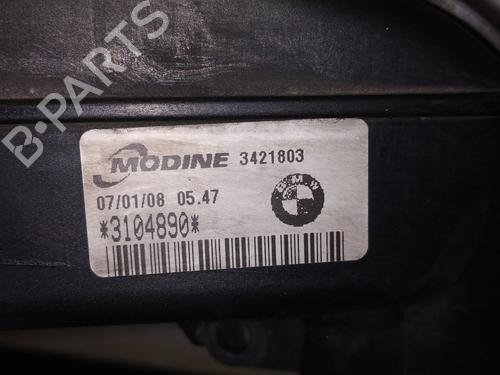 B-PARTS
MODINE 3421803
BMW
07/01/08 05.47
*3104890*